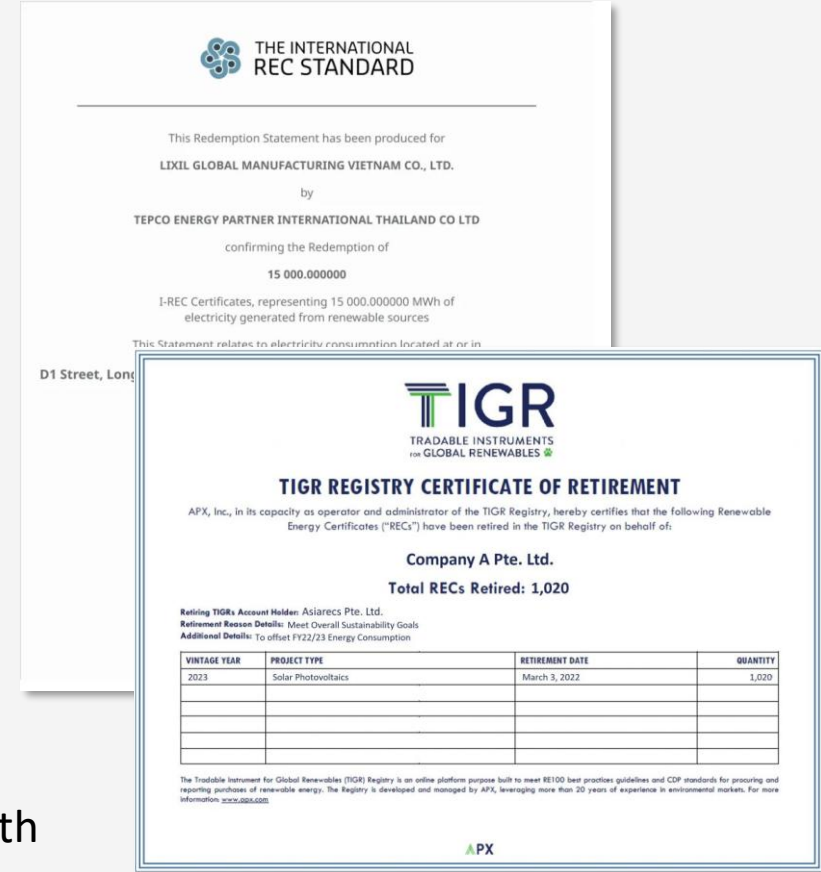 THE INTERNATIONAL
REC STANDARD
This Redemption Statement has been produced for
LIXIL GLOBAL MANUFACTURING VIETNAM CO., LTD.
by
TEPCO ENERGY PARTNER INTERNATIONAL THAILAND CO LTD
confirming the Redemption of
15 000.000000
I-REC Certificates, representing 15 000.000000 MWh of
electricity generated from renewable sources
This Statement relates to electricity consumption located at or in
D1 Street, Long
TIGR
TRADABLE INSTRUMENTS
FOR GLOBAL RENEWABLES
TIGR REGISTRY CERTIFICATE OF RETIREMENT
APX, Inc., in its capacity as operator and administrator of the TIGR Registry, hereby certifies that the following Renewable
Energy Certificates ("RECs") have been retired in the TIGR Registry on behalf of:
Company A Pte. Ltd.
Total RECs Retired: 1,020
Retiring TIGRs Account Holder: Asiarecs Pte. Ltd.
Retirement Reason Details: Meet Overall Sustainability Goals
Additional Details: To offset FY22/23 Energy Consumption
VINTAGE YEAR PROJECT TYPE RETIREMENT DATE QUANTITY
2023 Solar Photovoltaics March 3, 2022 1,020
The Tradable Instrument for Global Renewables (TIGR) Registry is an online platform purpose built to meet RE100 best practices guidelines and CDP standards for procuring and
reporting purchases of renewable energy. The Registry is developed and managed by APX, leveraging more than 20 years of experience in environmental markets. For more
information: www.apx.com
th
APX